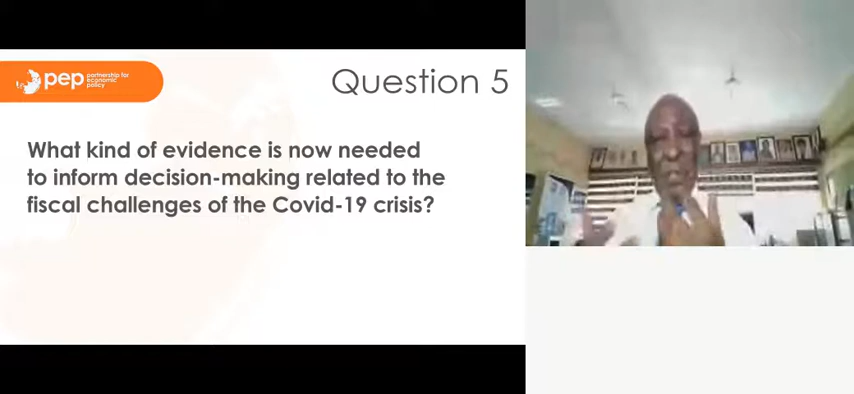 pep partnership for
economic
policy
Question 5
What kind of evidence is now needed
to inform decision-making related to the
fiscal challenges of the Covid-19 crisis?